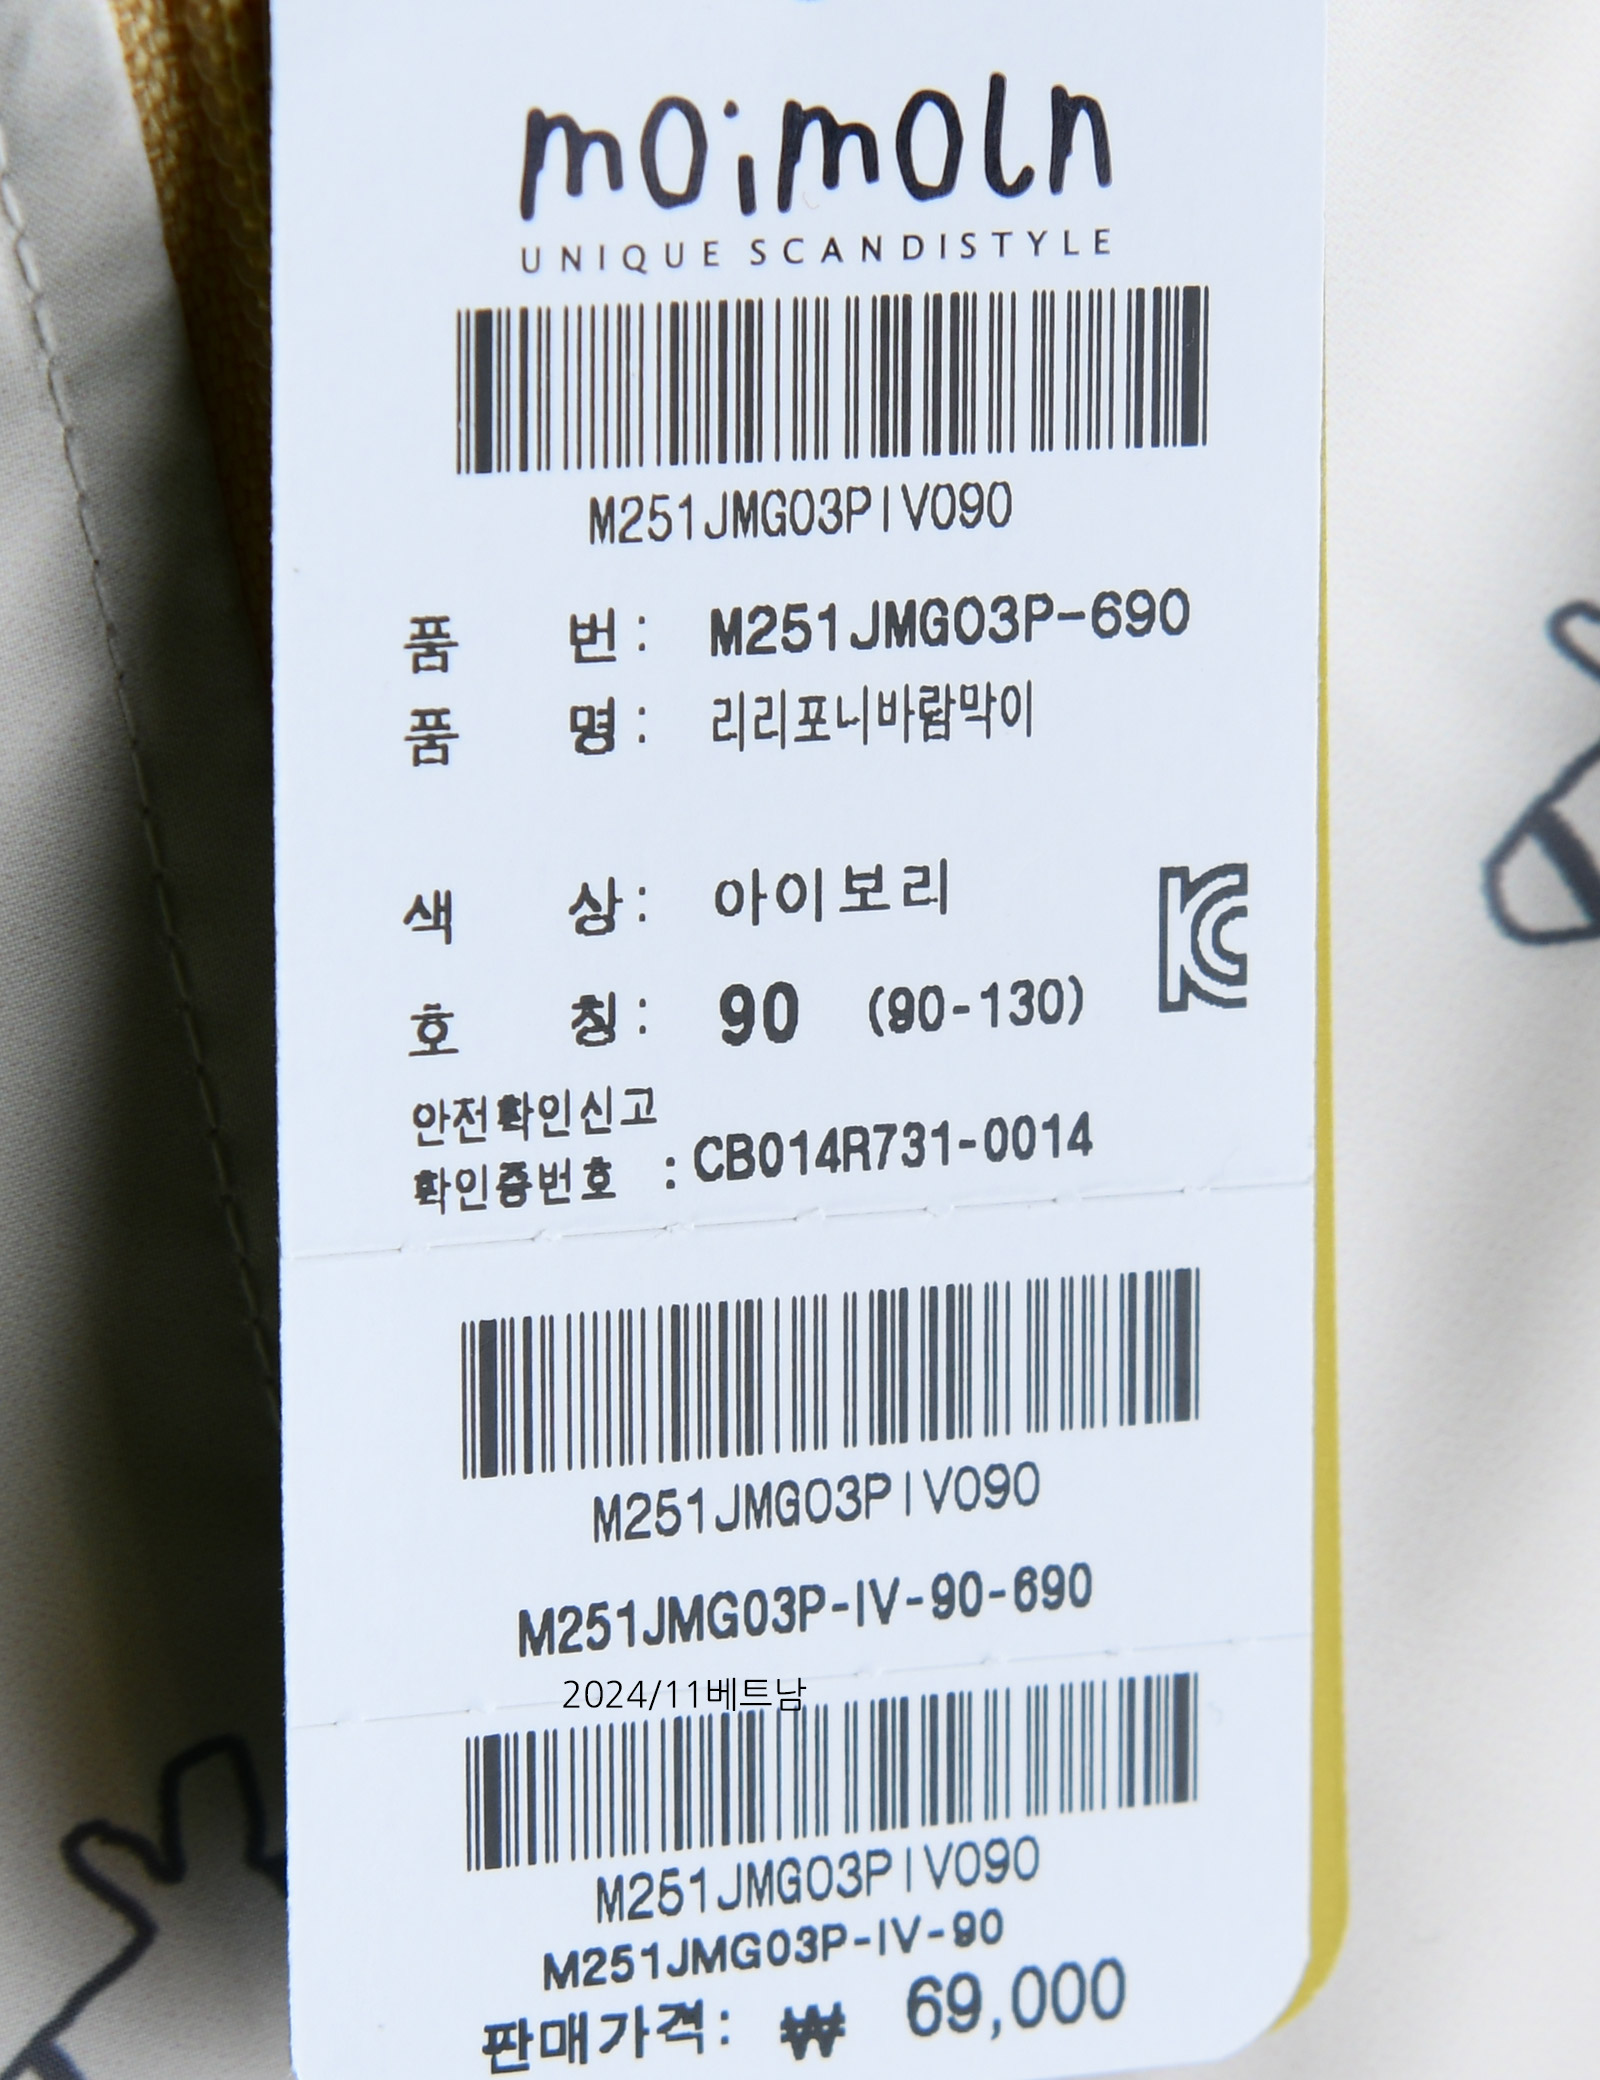 moimoln
UNIQUE SCANDISTYLE
M251JMG03PIV090
품 번 : M251JMG03P-690
품 명 : 리리포니바람막이
색 상 : 아이보리
호 칭 : 90 (90-130)
안전확인신고
확인증번호 : CB014R731-0014
M251JMG03PIV090
M251JMG03P-IV-90-690
2024/11베트남
M251JMG03PIV090
M251JMG03P-IV-90
판매가격: ₩ 69,000